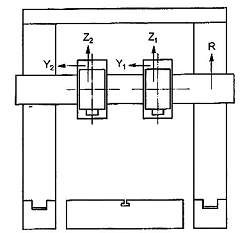 Z₂ Z₁ R
Y₂ Y₁